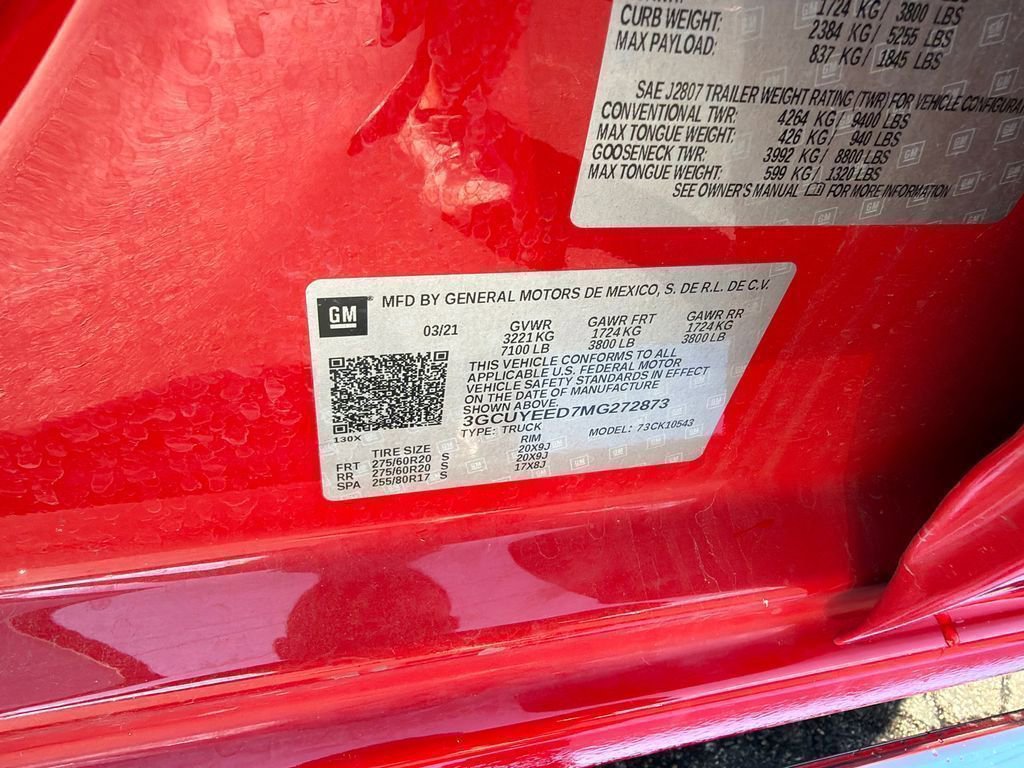 1724 KG/ 3800 LBS
CURB WEIGHT: 2384 KG/ 5255 LBS
MAX PAYLOAD: 837 KG/ 1845 LBS
SAE J2807 TRAILER WEIGHT RATING (TWR) FOR VEHICLE
CONVENTIONAL TWR: 4264 KG/ 9400 LBS
MAX TONGUE WEIGHT: 426 KG/ 940 LBS
GOOSENECK TWR: 3992 KG/ 8800 LBS
MAX TONGUE WEIGHT: 599 KG/ 1320 LBS
SEE OWNER'S MANUAL FOR MORE INFORMATION
GM
GM ® MFD BY GENERAL MOTORS DE MEXICO, S. DE R.L. DE C.V.
03/21 GVWR GAWR FRT GAWR RR
3221 KG 1724 KG 1724 KG
7100 LB 3800 LB 3800 LB
THIS VEHICLE CONFORMS TO ALL
APPLICABLE U.S. FEDERAL MOTOR
VEHICLE SAFETY STANDARDS IN EFFECT
ON THE DATE OF MANUFACTURE
SHOWN ABOVE.
3GCUYEED7MG272873
TYPE: TRUCK MODEL: 73CK10543
130X
TIRE SIZE RIM
FRT 275/60R20 S 20X9J
RR 275/60R20 S 20X9J
SPA 255/80R17 S 17X8J